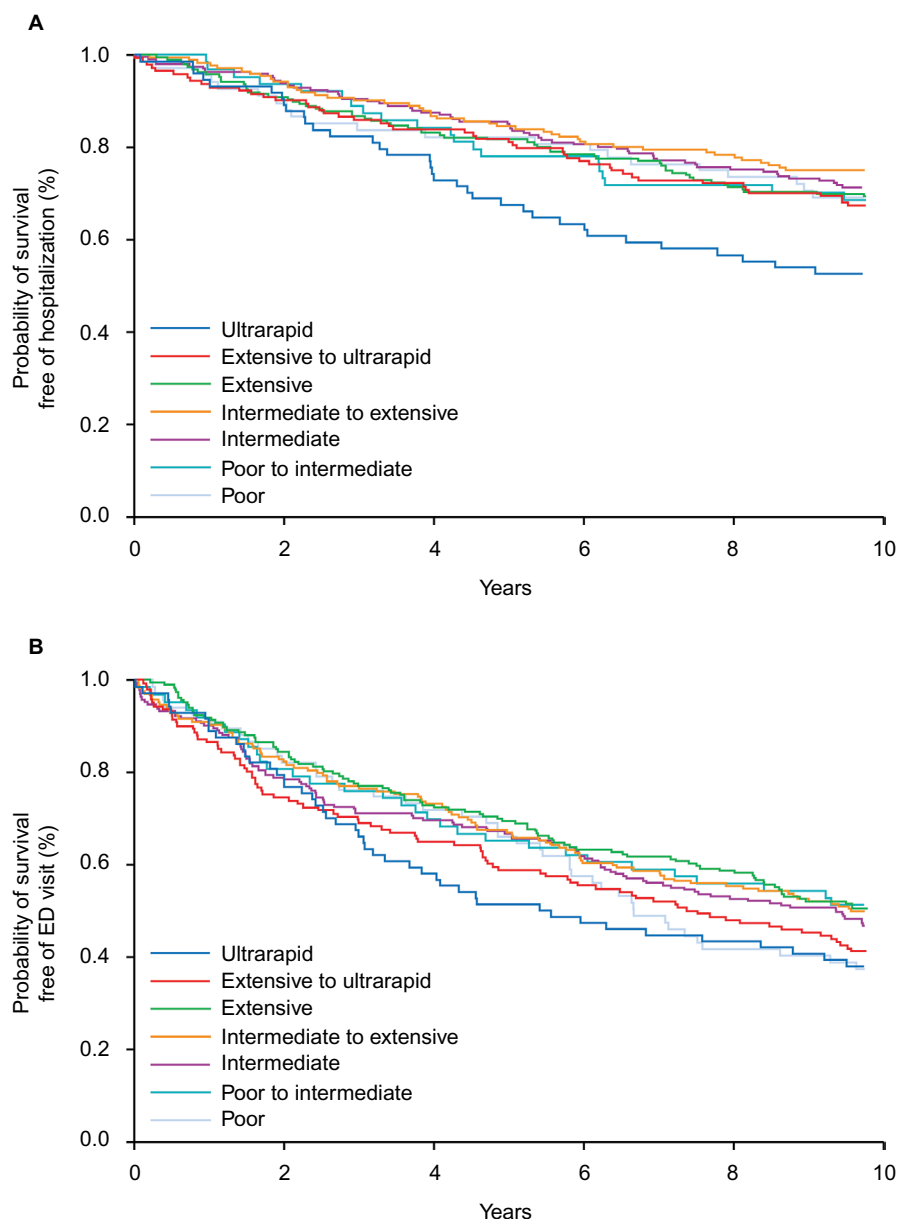 A
Probability of survival
free of hospitalization (%)
1.0
0.8
0.6
0.4
0.2
0.0
Ultrarapid
Extensive to ultrarapid
Extensive
Intermediate to extensive
Intermediate
Poor to intermediate
Poor
0 2 4 6 8 10
Years
B
Probability of survival
free of ED visit (%)
1.0
0.8
0.6
0.4
0.2
0.0
Ultrarapid
Extensive to ultrarapid
Extensive
Intermediate to extensive
Intermediate
Poor to intermediate
Poor
0 2 4 6 8 10
Years